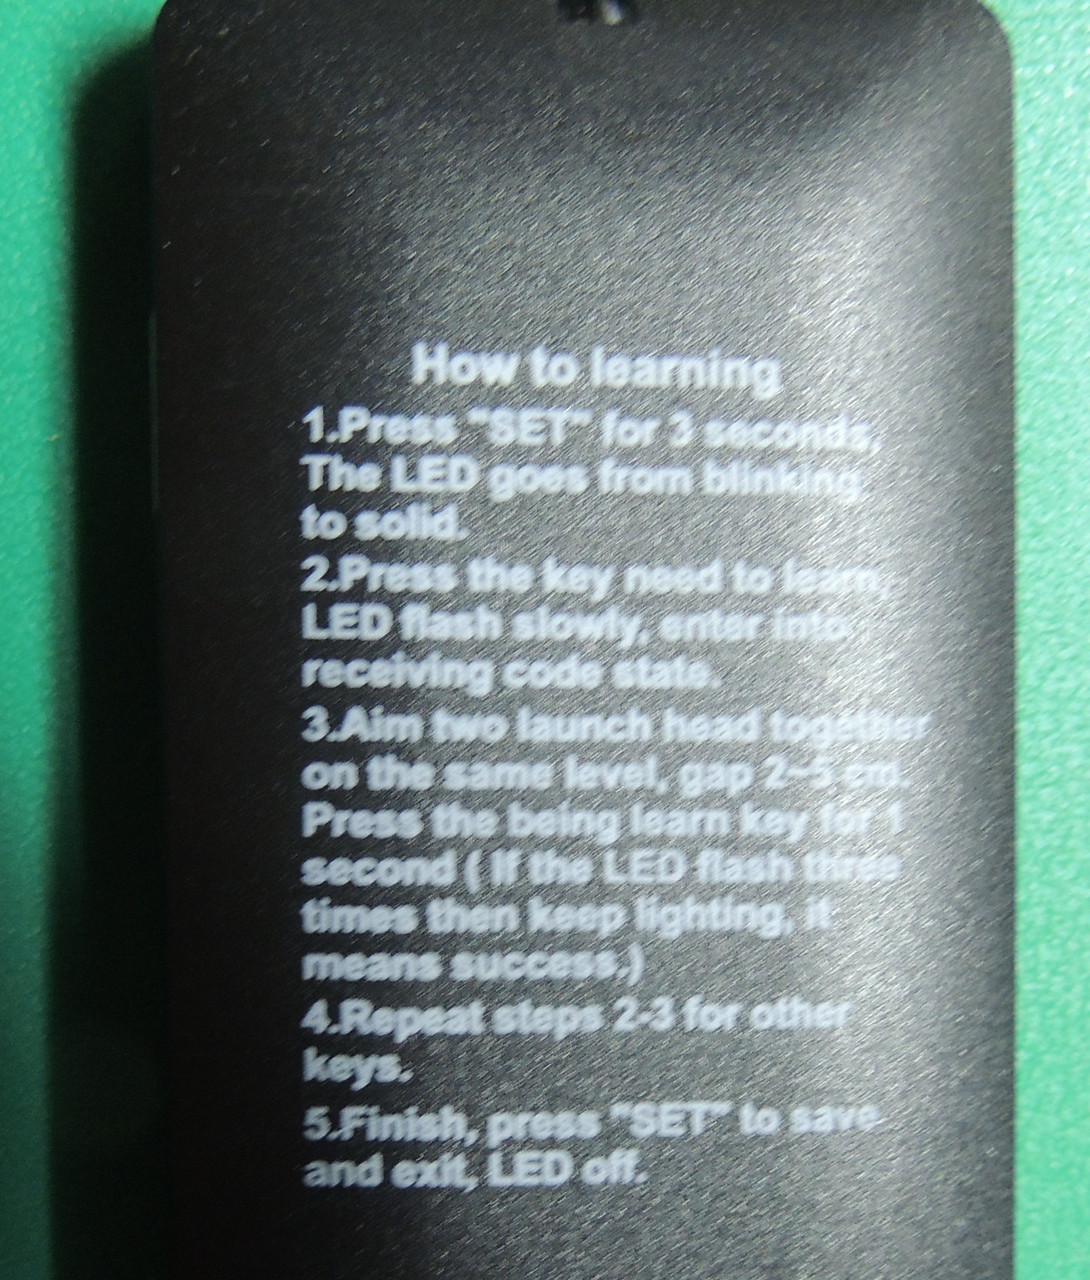 How to learning
1.Press "SET" for 3 seconds,
The LED goes from blinking
to solid.
2.Press the key need to learn,
LED flash slowly, enter into
receiving code state.
3.Aim two launch head together
on the same level, gap 2~5 cm.
Press the being learn key for 1
second ( If the LED flash three
times then keep lighting, it
means success.)
4.Repeat steps 2-3 for other
keys.
5.Finish, press "SET" to save
and exit, LED off.